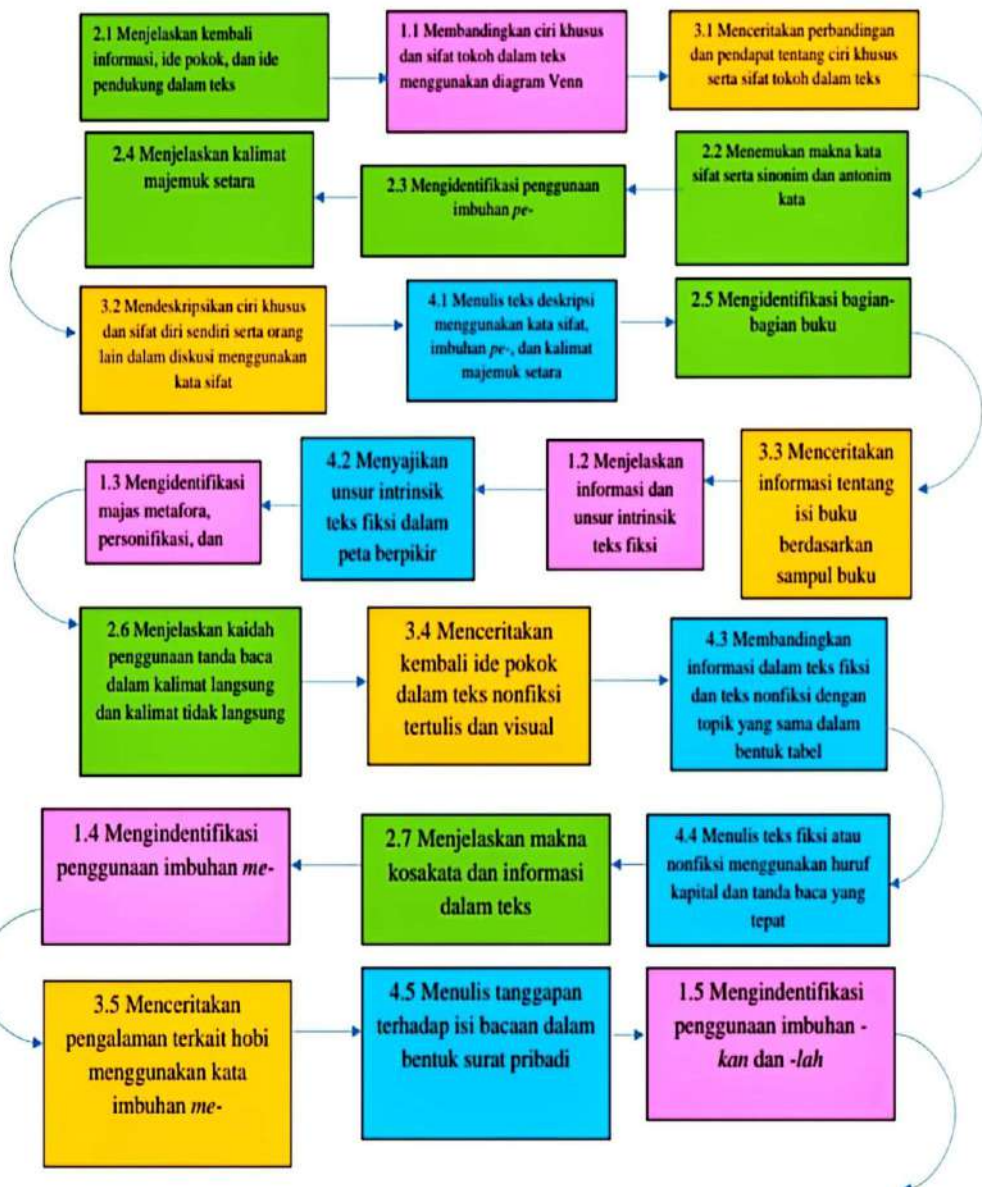 2.1 Menjelaskan kembali
informasi, ide pokok, dan ide
pendukung dalam teks
1.1 Membandingkan ciri khusus
dan sifat tokoh dalam teks
menggunakan diagram Venn
3.1 Menceritakan perbandingan
dan pendapat tentang ciri khusus
serta sifat tokoh dalam teks
2.2 Menemukan makna kata
sifat serta sinonim dan antonim
kata
2.3 Mengidentifikasi penggunaan
imbuhan pe-
2.4 Menjelaskan kalimat
majemuk setara
3.2 Mendeskripsikan ciri khusus
dan sifat diri sendiri serta orang
lain dalam diskusi menggunakan
kata sifat
4.1 Menulis teks deskripsi
menggunakan kata sifat,
imbuhan pe-, dan kalimat
majemuk setara
2.5 Mengidentifikasi bagian-
bagian buku
3.3 Menceritakan
informasi tentang
isi buku
berdasarkan
sampul buku
1.2 Menjelaskan
informasi dan
unsur intrinsik
teks fiksi
4.2 Menyajikan
unsur intrinsik
teks fiksi dalam
peta berpikir
1.3 Mengidentifikasi
majas metafora,
personifikasi, dan
2.6 Menjelaskan kaidah
penggunaan tanda baca
dalam kalimat langsung
dan kalimat tidak langsung
3.4 Menceritakan
kembali ide pokok
dalam teks nonfiksi
tertulis dan visual
4.3 Membandingkan
informasi dalam teks fiksi
dan teks nonfiksi dengan
topik yang sama dalam
bentuk tabel
4.4 Menulis teks fiksi atau
nonfiksi menggunakan huruf
kapital dan tanda baca yang
tepat
2.7 Menjelaskan makna
kosakata dan informasi
dalam teks
1.4 Mengindentifikasi
penggunaan imbuhan me-
3.5 Menceritakan
pengalaman terkait hobi
menggunakan kata
imbuhan me-
4.5 Menulis tanggapan
terhadap isi bacaan dalam
bentuk surat pribadi
1.5 Mengindentifikasi
penggunaan imbuhan -
kan dan -lah